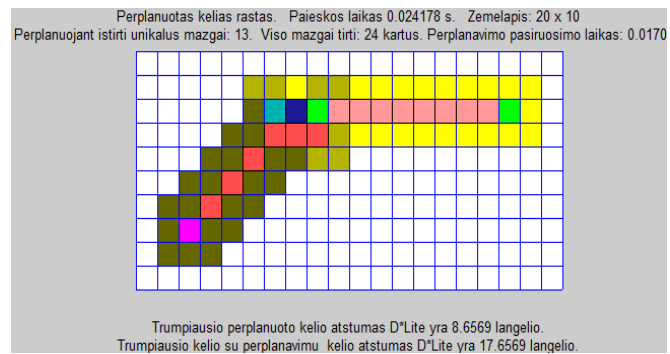 Perplanuotas kelias rastas. Paieskos laikas 0.024178 s. Zemelapis: 20 x 10
Perplanuojant istirti unikalus mazgai: 13. Viso mazgai tirti: 24 kartus. Perplanavimo pasiruosimo laikas: 0.0170
Trumpiausio perplanuoto kelio atstumas D*Lite yra 8.6569 langelio.
Trumpiausio kelio su perplanavimu kelio atstumas D*Lite yra 17.6569 langelio.